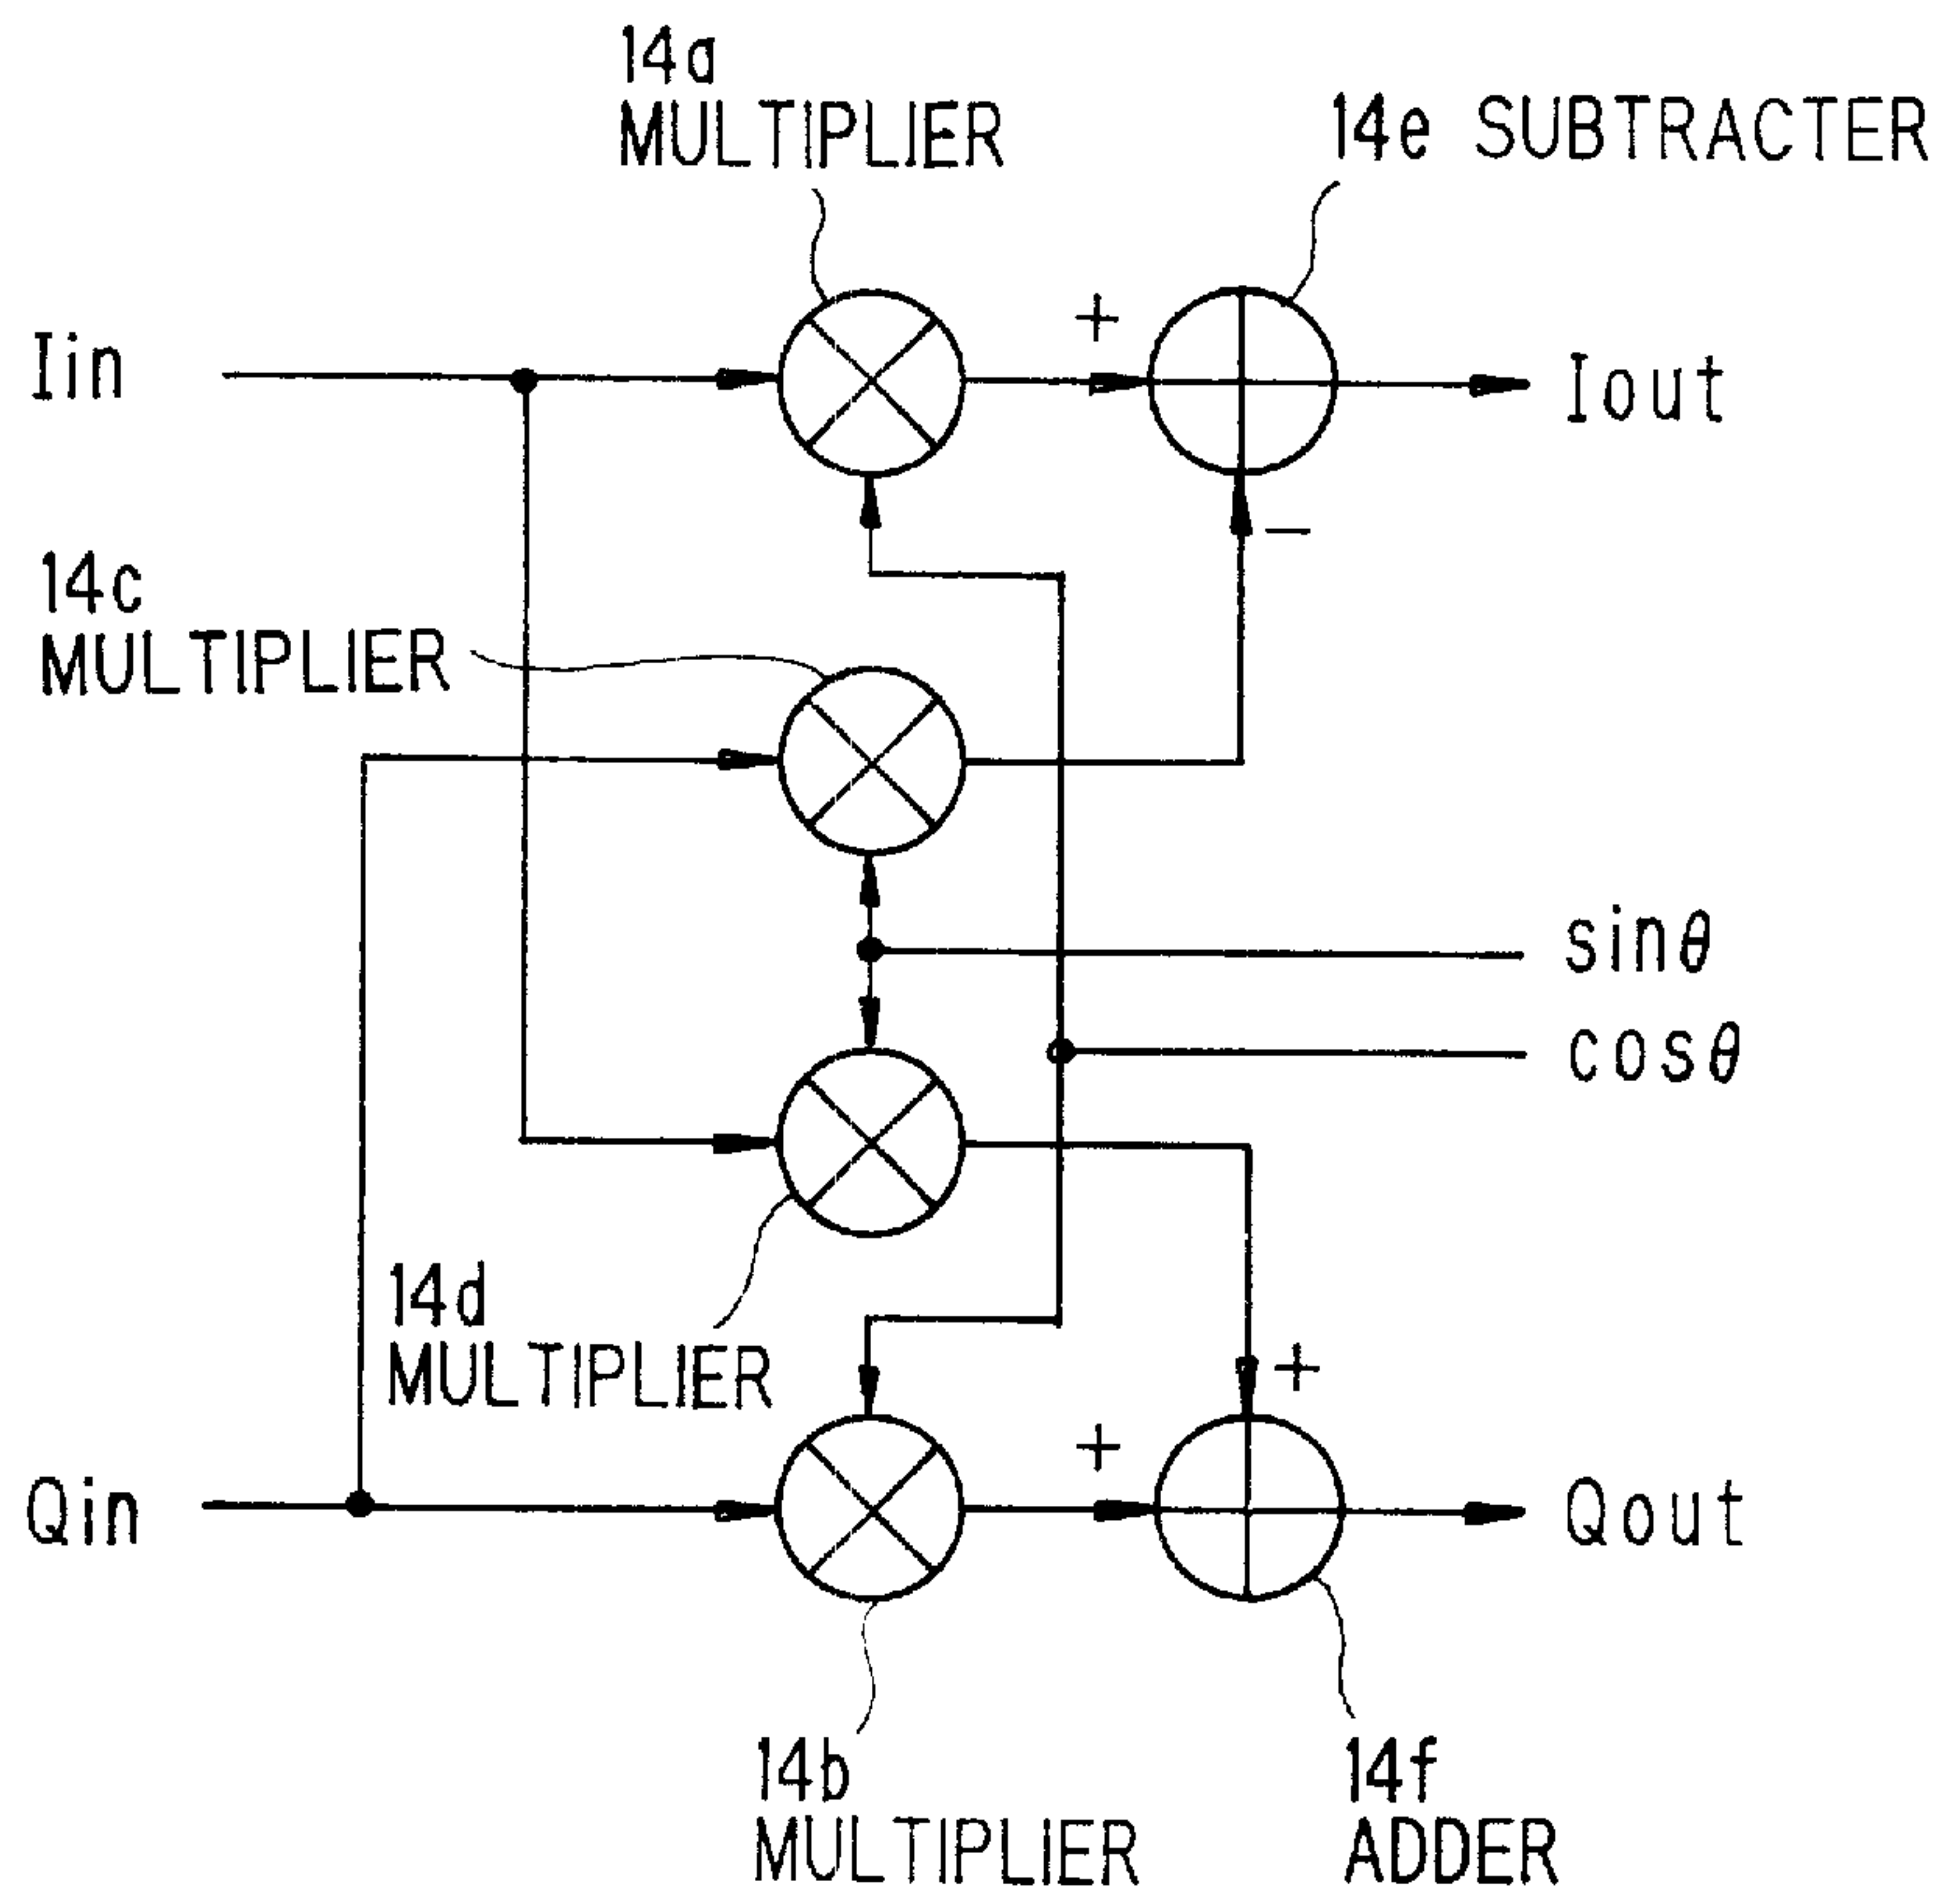 14a
MULTIPLIER
14e SUBTRACTER
+
Iin
Iout
−
14c
MULTIPLIER
sinθ
cosθ
14d
MULTIPLIER
+
+
Qin
Qout
14b
MULTIPLIER
14f
ADDER